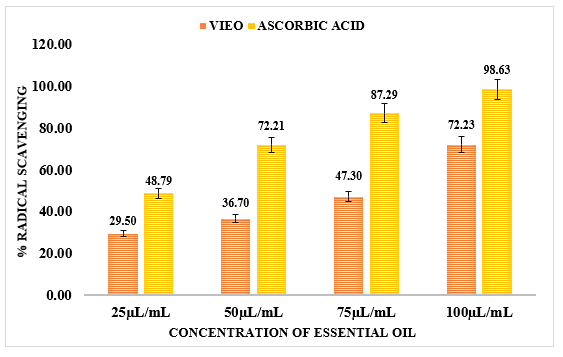 VIEO ASCORBIC ACID
120.00
100.00
80.00
60.00
40.00
20.00
0.00
% RADICAL SCAVENGING
29.50 48.79
36.70 72.21
47.30 87.29
72.23 98.63
25µL/mL 50µL/mL 75µL/mL 100µL/mL
CONCENTRATION OF ESSENTIAL OIL